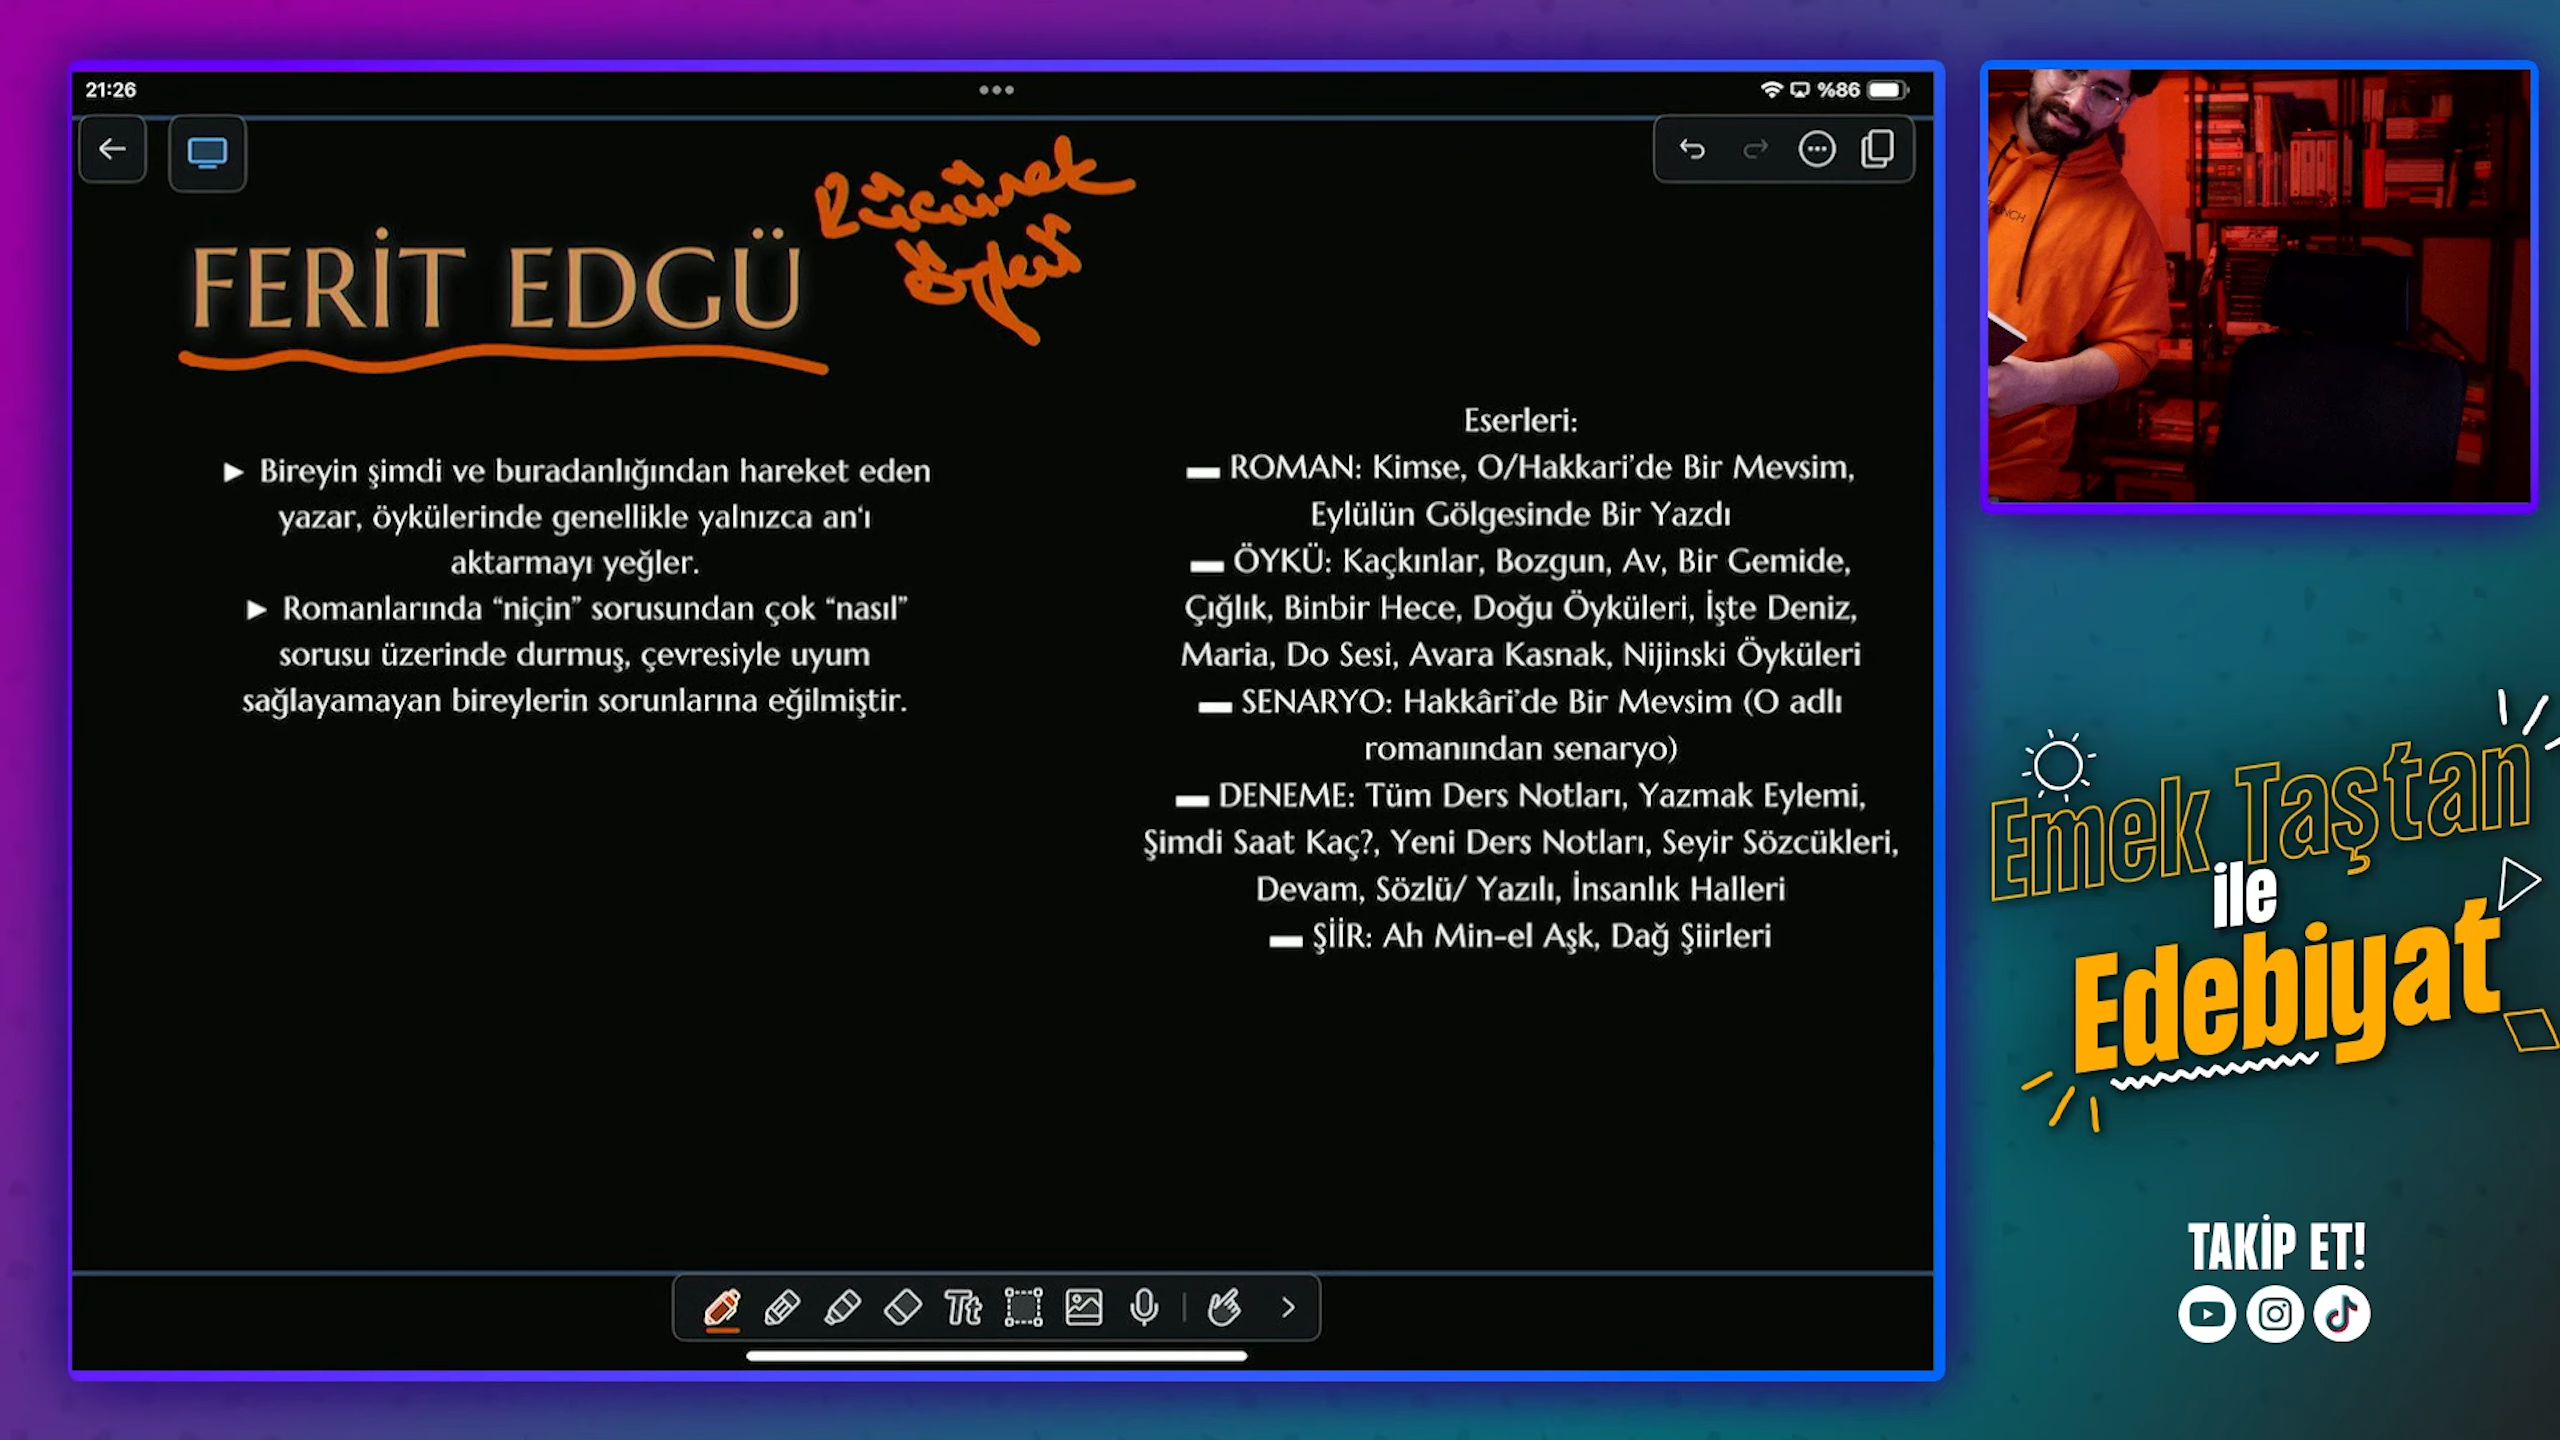 21:26
%86
Küçürek
öykü
FERİT EDGÜ
► Bireyin şimdi ve buradanlığından hareket eden
yazar, öykülerinde genellikle yalnızca an‘ı
aktarmayı yeğler.
► Romanlarında “niçin” sorusundan çok “nasıl”
sorusu üzerinde durmuş, çevresiyle uyum
sağlayamayan bireylerin sorunlarına eğilmiştir.
Eserleri:
▬ ROMAN: Kimse, O/Hakkari’de Bir Mevsim,
Eylülün Gölgesinde Bir Yazdı
▬ ÖYKÜ: Kaçkınlar, Bozgun, Av, Bir Gemide,
Çığlık, Binbir Hece, Doğu Öyküleri, İşte Deniz,
Maria, Do Sesi, Avara Kasnak, Nijinski Öyküleri
▬ SENARYO: Hakkâri’de Bir Mevsim (O adlı
romanından senaryo)
▬ DENEME: Tüm Ders Notları, Yazmak Eylemi,
Şimdi Saat Kaç?, Yeni Ders Notları, Seyir Sözcükleri,
Devam, Sözlü/ Yazılı, İnsanlık Halleri
▬ ŞİİR: Ah Min-el Aşk, Dağ Şiirleri
Tt
Emek Taştan
ile
Edebiyat
TAKİP ET!